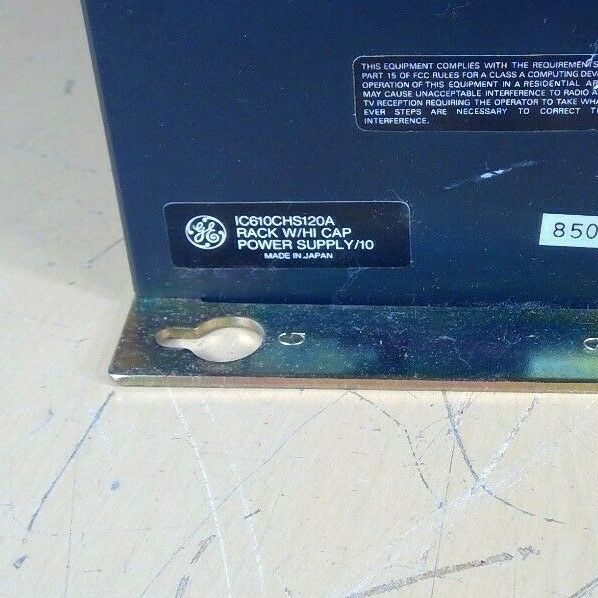 THIS EQUIPMENT COMPLIES WITH THE REQUIREMENTS
PART 15 OF FCC RULES FOR A CLASS A COMPUTING
OPERATION OF THIS EQUIPMENT IN A RESIDENTIAL
MAY CAUSE UNACCEPTABLE INTERFERENCE TO RADIO
TV RECEPTION REQUIRING THE OPERATOR TO TAKE
EVER STEPS ARE NECESSARY TO CORRECT
INTERFERENCE.
GE
IC610CHS120A
RACK W/HI CAP
POWER SUPPLY/10
MADE IN JAPAN
850
G